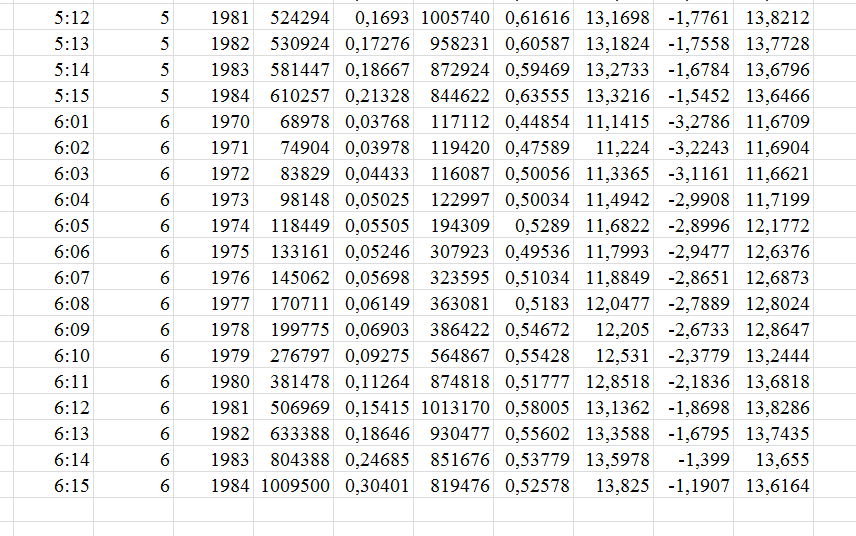 5:12 5 1981 524294 0,1693 1005740 0,61616 13,1698 -1,7761 13,8212
5:13 5 1982 530924 0,17276 958231 0,60587 13,1824 -1,7558 13,7728
5:14 5 1983 581447 0,18667 872924 0,59469 13,2733 -1,6784 13,6796
5:15 5 1984 610257 0,21328 844622 0,63555 13,3216 -1,5452 13,6466
6:01 6 1970 68978 0,03768 117112 0,44854 11,1415 -3,2786 11,6709
6:02 6 1971 74904 0,03978 119420 0,47589 11,224 -3,2243 11,6904
6:03 6 1972 83829 0,04433 116087 0,50056 11,3365 -3,1161 11,6621
6:04 6 1973 98148 0,05025 122997 0,50034 11,4942 -2,9908 11,7199
6:05 6 1974 118449 0,05505 194309 0,5289 11,6822 -2,8996 12,1772
6:06 6 1975 133161 0,05246 307923 0,49536 11,7993 -2,9477 12,6376
6:07 6 1976 145062 0,05698 323595 0,51034 11,8849 -2,8651 12,6873
6:08 6 1977 170711 0,06149 363081 0,5183 12,0477 -2,7889 12,8024
6:09 6 1978 199775 0,06903 386422 0,54672 12,205 -2,6733 12,8647
6:10 6 1979 276797 0,09275 564867 0,55428 12,531 -2,3779 13,2444
6:11 6 1980 381478 0,11264 874818 0,51777 12,8518 -2,1836 13,6818
6:12 6 1981 506969 0,15415 1013170 0,58005 13,1362 -1,8698 13,8286
6:13 6 1982 633388 0,18646 930477 0,55602 13,3588 -1,6795 13,7435
6:14 6 1983 804388 0,24685 851676 0,53779 13,5978 -1,399 13,655
6:15 6 1984 1009500 0,30401 819476 0,52578 13,825 -1,1907 13,6164